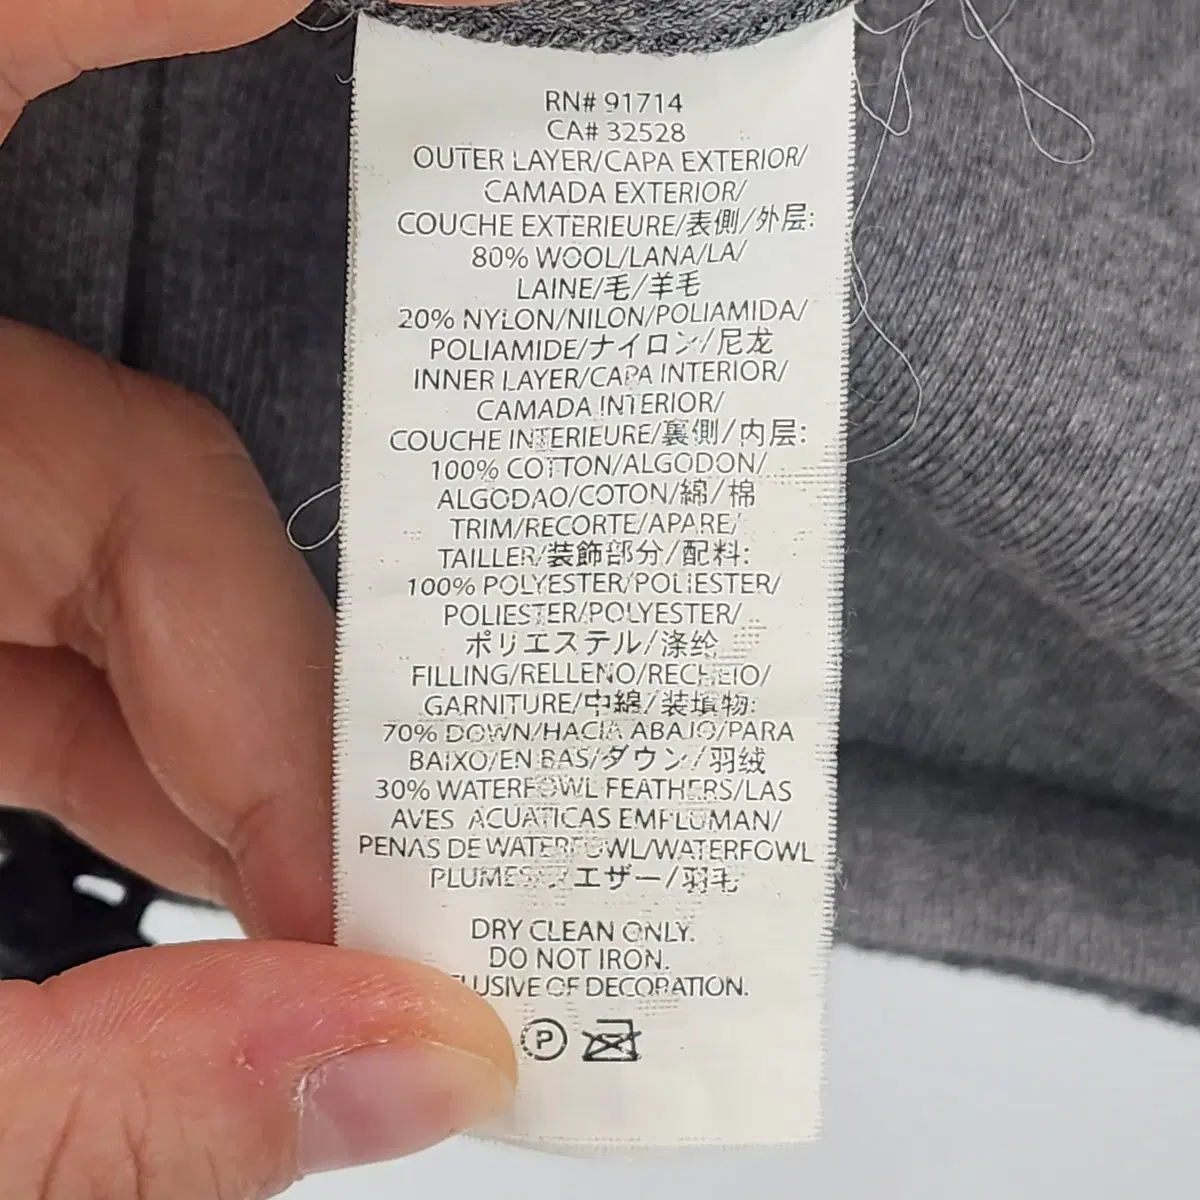 RN# 91714
CA# 32528
OUTER LAYER/CAPA EXTERIOR/
CAMADA EXTERIOR/
COUCHE EXTERIEURE/表側/外层:
80% WOOL/LANA/LA/
LAINE/毛/羊毛
20% NYLON/NILON/POLIAMIDA/
POLIAMIDE/ナイロン/尼龙
INNER LAYER/CAPA INTERIOR/
CAMADA INTERIOR/
COUCHE INTERIEURE/裏側/内层:
100% COTTON/ALGODON/
ALGODAO/COTON/綿/棉
TRIM/RECORTE/APARE/
TAILLER/装飾部分/配料:
100% POLYESTER/POLIESTER/
POLIESTER/POLYESTER/
ポリエステル/涤纶
FILLING/RELLENO/RECHEIO/
GARNITURE/中綿/装填物:
70% DOWN/HACIA ABAJO/PARA
BAIXO/EN BAS/ダウン/羽绒
30% WATERFOWL FEATHERS/LAS
AVES ACUATICAS EMPLUMAN/
PENAS DE WATERFOWL/WATERFOWL
PLUMES/フエザー/羽毛
DRY CLEAN ONLY.
DO NOT IRON.
LUSIVE OF DECORATION.
P